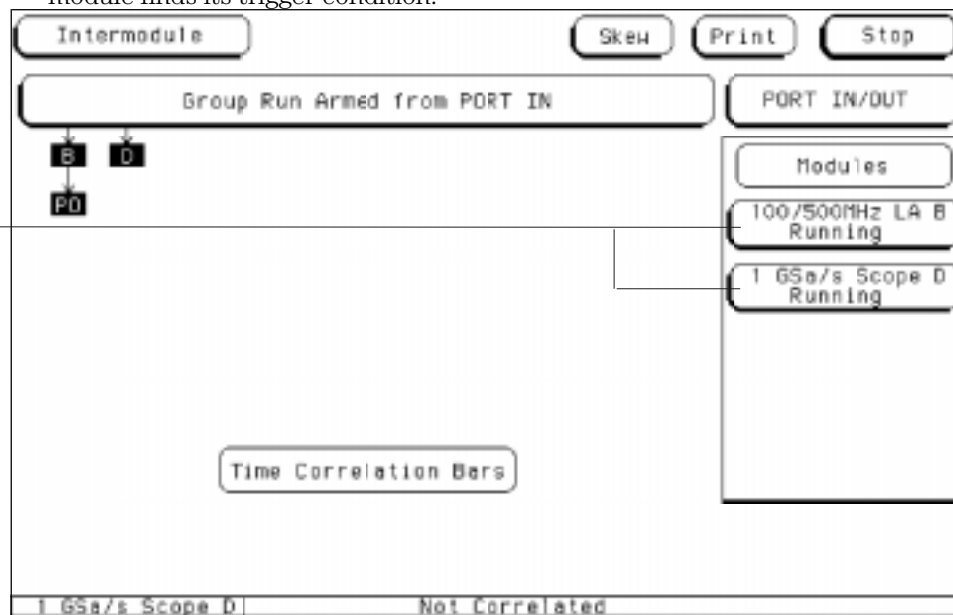 module finds its trigger condition.
Intermodule
Skew
Print
Stop
Group Run Armed from PORT IN
PORT IN/OUT
B
D
PO
Modules
100/500MHz LA B
Running
1 GSa/s Scope D
Running
Time Correlation Bars
1 GSa/s Scope D
Not Correlated